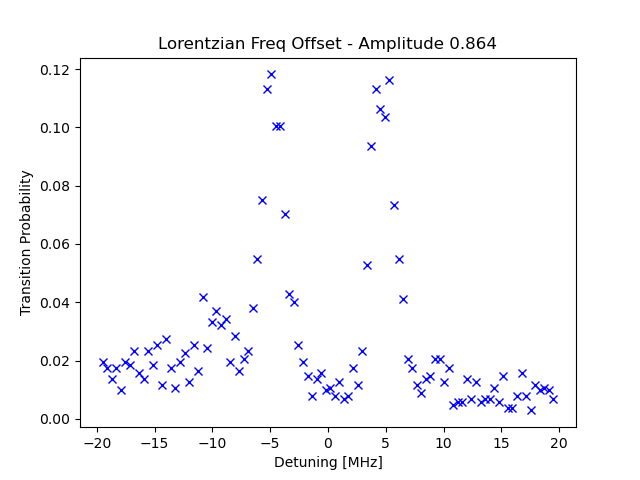 Lorentzian Freq Offset - Amplitude 0.864
0.12
0.10
0.08
0.06
0.04
0.02
0.00
Transition Probability
−20 −15 −10 −5 0 5 10 15 20
Detuning [MHz]